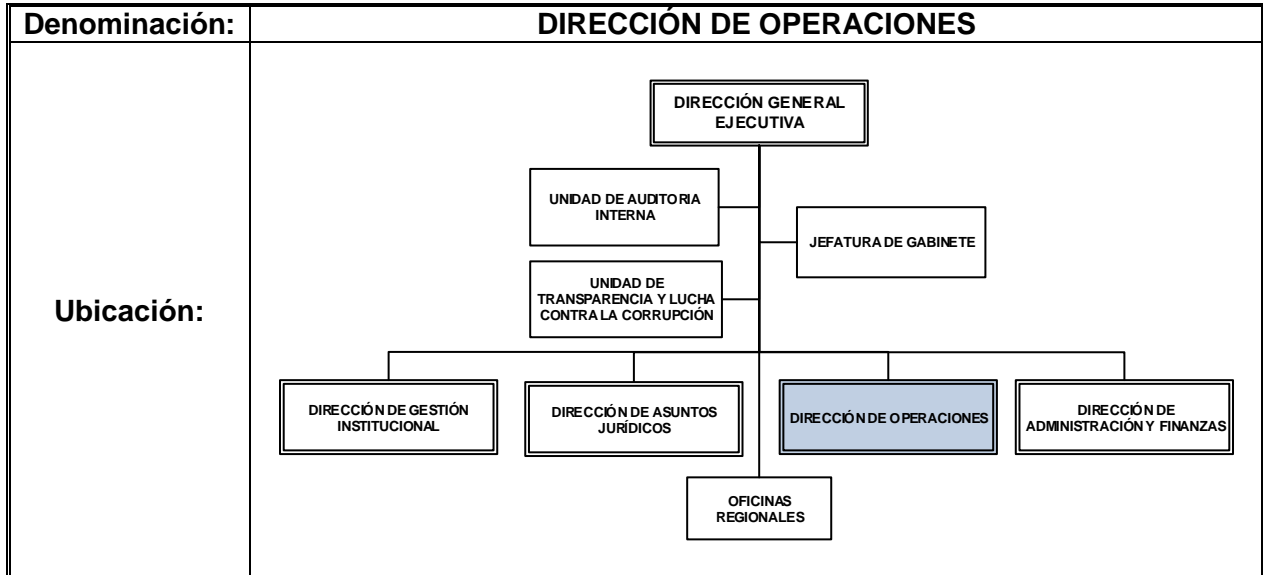 Denominación:
DIRECCIÓN DE OPERACIONES
Ubicación:
DIRECCIÓN GENERAL
EJECUTIVA
UNIDAD DE AUDITORIA
INTERNA
JEFATURA DE GABINETE
UNIDAD DE
TRANSPARENCIA Y LUCHA
CONTRA LA CORRUPCIÓN
DIRECCIÓN DE GESTIÓN
INSTITUCIONAL
DIRECCIÓN DE ASUNTOS
JURÍDICOS
DIRECCIÓN DE OPERACIONES
DIRECCIÓN DE
ADMINISTRACIÓN Y FINANZAS
OFICINAS
REGIONALES